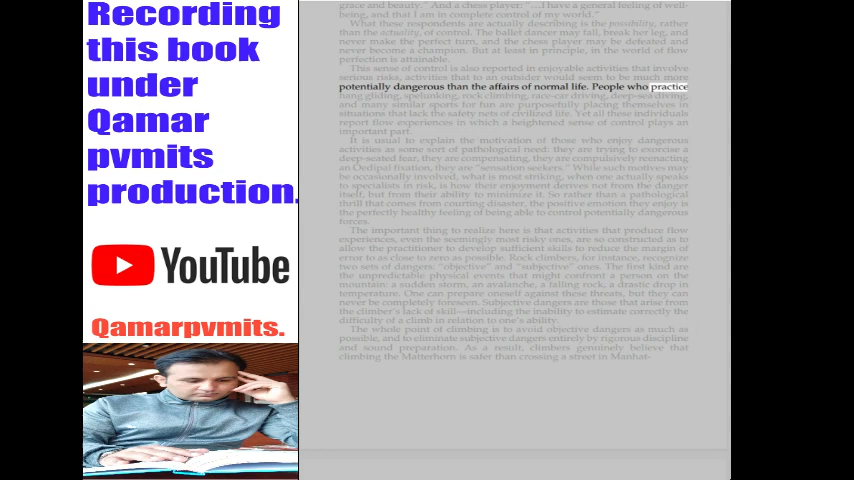 Recording
this book
under
Qamar
pvmits
production.
YouTube
Qamarpvmits.
grace and beauty." And a chess player: "…I have a general feeling of well-
being, and that I am in complete control of my world."
What these respondents are actually describing is the possibility, rather
than the actuality, of control. The ballet dancer may fall, break her leg, and
never make the perfect turn, and the chess player may be defeated and
never become a champion. But at least in principle, in the world of flow
perfection is attainable.
This sense of control is also reported in enjoyable activities that involve
serious risks, activities that to an outsider would seem to be much more
potentially dangerous than the affairs of normal life. People who practice
hang gliding, spelunking, rock climbing, race-car driving, deep-sea diving,
and many similar sports for fun are purposefully placing themselves in
situations that lack the safety nets of civilized life. Yet all these individuals
report flow experiences in which a heightened sense of control plays an
important part.
It is usual to explain the motivation of those who enjoy dangerous
activities as some sort of pathological need: they are trying to exorcise a
deep-seated fear, they are compensating, they are compulsively reenacting
an Oedipal fixation, they are "sensation seekers." While such motives may
be occasionally involved, what is most striking, when one actually speaks
to specialists in risk, is how their enjoyment derives not from the danger
itself, but from their ability to minimize it. So rather than a pathological
thrill that comes from courting disaster, the positive emotion they enjoy is
the perfectly healthy feeling of being able to control potentially dangerous
forces.
The important thing to realize here is that activities that produce flow
experiences, even the seemingly most risky ones, are so constructed as to
allow the practitioner to develop sufficient skills to reduce the margin of
error to as close to zero as possible. Rock climbers, for instance, recognize
two sets of dangers: "objective" and "subjective" ones. The first kind are
the unpredictable physical events that might confront a person on the
mountain: a sudden storm, an avalanche, a falling rock, a drastic drop in
temperature. One can prepare oneself against these threats, but they can
never be completely foreseen. Subjective dangers are those that arise from
the climber's lack of skill—including the inability to estimate correctly the
difficulty of a climb in relation to one's ability.
The whole point of climbing is to avoid objective dangers as much as
possible, and to eliminate subjective dangers entirely by rigorous discipline
and sound preparation. As a result, climbers genuinely believe that
climbing the Matterhorn is safer than crossing a street in Manhat-